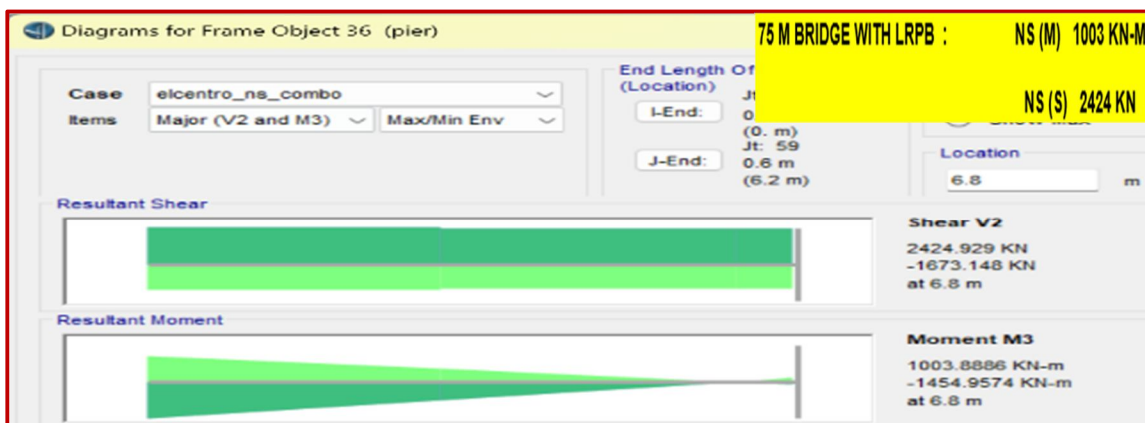 Diagrams for Frame Object 36 (pier)
75 M BRIDGE WITH LRPB : NS (M) 1003 KN-M
NS (S) 2424 KN
Case elcentro_ns_combo
Items Major (V2 and M3) Max/Min Env
End Length Of
(Location)
I-End:
(0. m)
J-End:
Jt: 59
0.6 m
(6.2 m)
Location
6.8 m
Resultant Shear
Shear V2
2424.929 KN
-1673.148 KN
at 6.8 m
Resultant Moment
Moment M3
1003.8886 KN-m
-1454.9574 KN-m
at 6.8 m